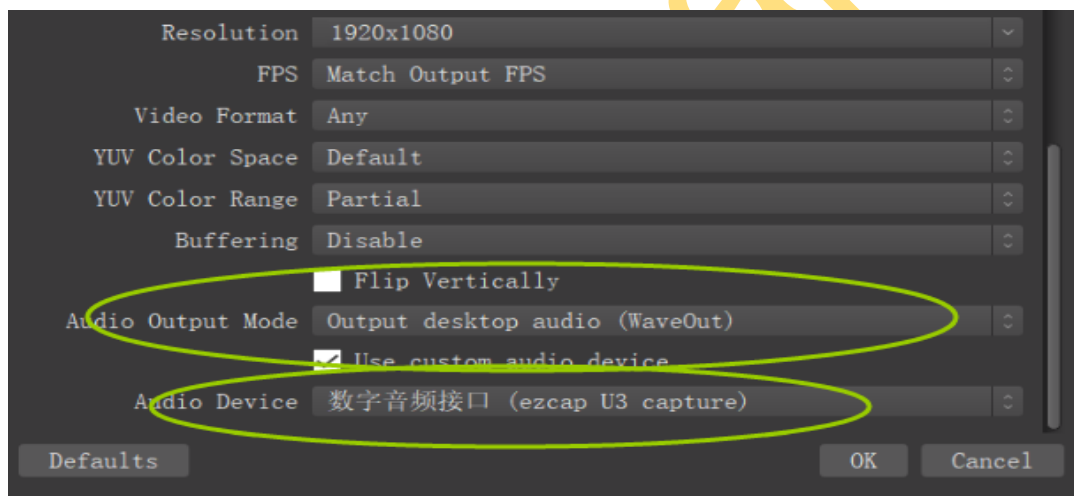 Resolution 1920x1080
FPS Match Output FPS
Video Format Any
YUV Color Space Default
YUV Color Range Partial
Buffering Disable
Flip Vertically
Audio Output Mode Output desktop audio (WaveOut)
Use custom audio device
Audio Device 数字音频接口 (ezcap U3 capture)
Defaults OK Cancel